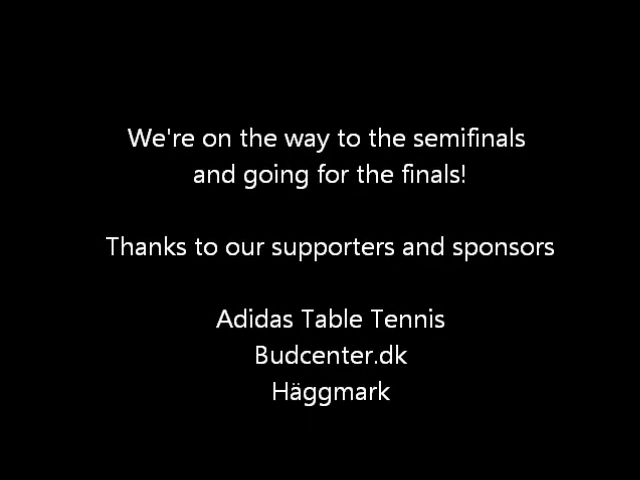 We're on the way to the semifinals
and going for the finals!
Thanks to our supporters and sponsors
Adidas Table Tennis
Budcenter.dk
Häggmark